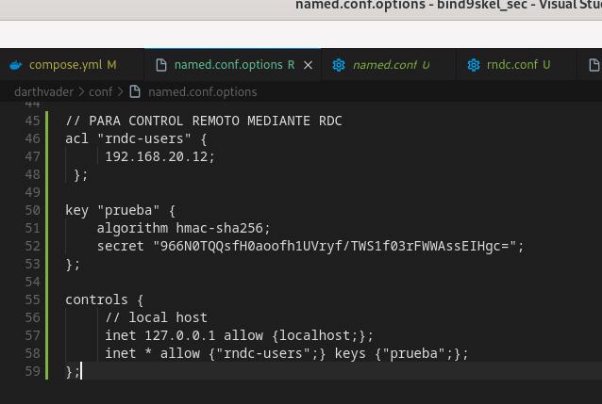 named.conf.options - bind9skel_sec - Visual Stu
compose.yml M named.conf.options R × named.conf U rndc.conf U
darthvader > conf > named.conf.options
44
45 // PARA CONTROL REMOTO MEDIANTE RDC
46 acl "rndc-users" {
47 192.168.20.12;
48 };
49
50 key "prueba" {
51 algorithm hmac-sha256;
52 secret "966N0TQQsfH0aoofh1UVryf/TWS1f03rFWWAssEIHgc=";
53 };
54
55 controls {
56 // local host
57 inet 127.0.0.1 allow {localhost;};
58 inet * allow {"rndc-users";} keys {"prueba";};
59 };